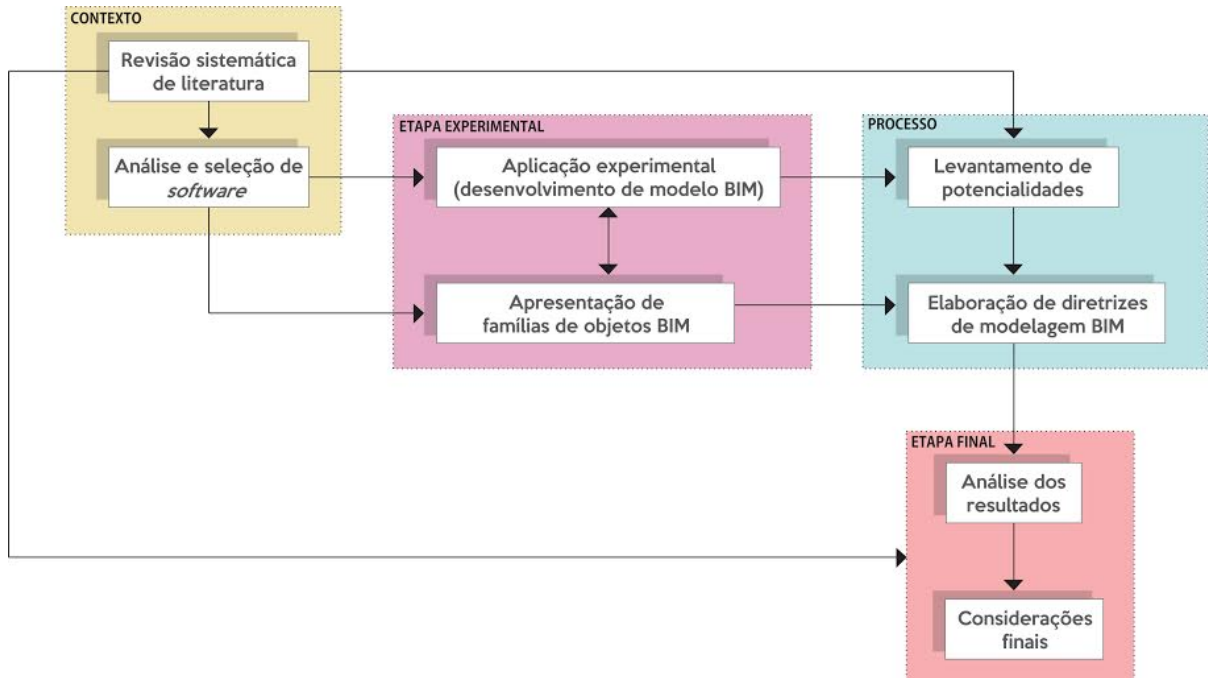 CONTEXTO
Revisão sistemática
de literatura
Análise e seleção de
software
ETAPA EXPERIMENTAL
Aplicação experimental
(desenvolvimento de modelo BIM)
Apresentação de
famílias de objetos BIM
PROCESSO
Levantamento de
potencialidades
Elaboração de diretrizes
de modelagem BIM
ETAPA FINAL
Análise dos
resultados
Considerações
finais